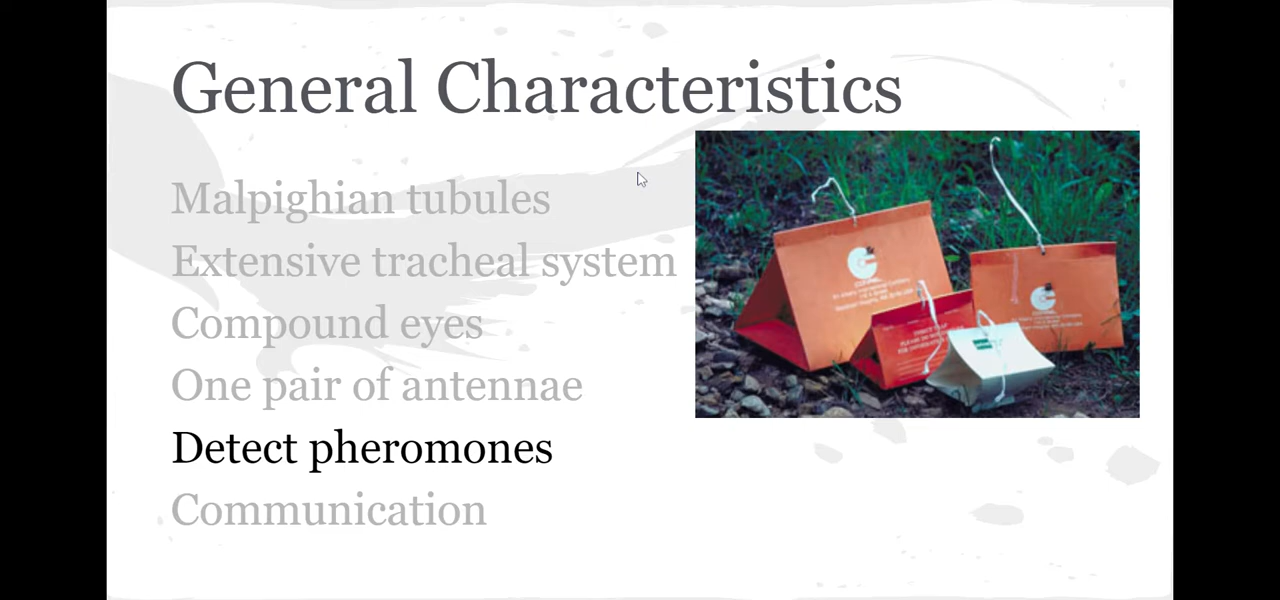 General Characteristics
Malpighian tubules
Extensive tracheal system
Compound eyes
One pair of antennae
Detect pheromones
Communication